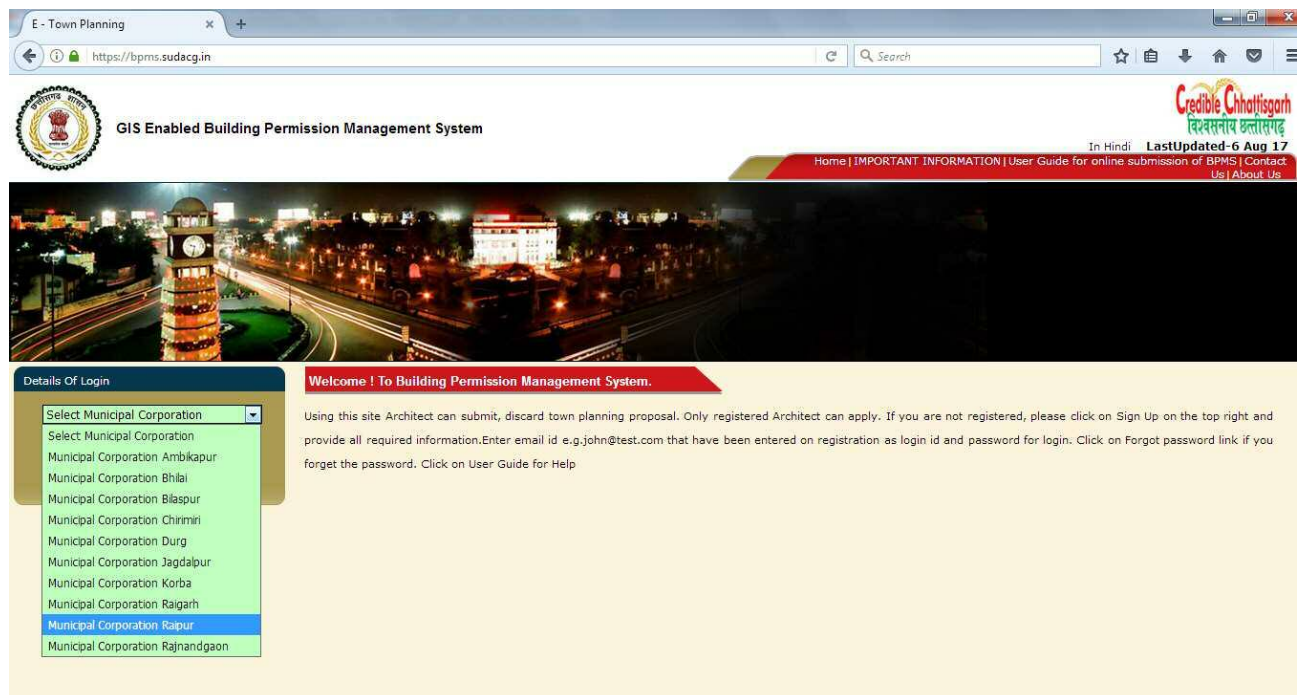 E - Town Planning
https://bpms.sudacg.in
Search
छत्तीसगढ़ शासन
GIS Enabled Building Permission Management System
Credible Chhattisgarh
विश्वसनीय छत्तीसगढ़
In Hindi LastUpdated-6 Aug 17
Home | IMPORTANT INFORMATION | User Guide for online submission of BPMS | Contact
Us | About Us
Details Of Login
Select Municipal Corporation
Select Municipal Corporation
Municipal Corporation Ambikapur
Municipal Corporation Bhilai
Municipal Corporation Bilaspur
Municipal Corporation Chirimiri
Municipal Corporation Durg
Municipal Corporation Jagdalpur
Municipal Corporation Korba
Municipal Corporation Raigarh
Municipal Corporation Raipur
Municipal Corporation Rajnandgaon
Welcome ! To Building Permission Management System.
Using this site Architect can submit, discard town planning proposal. Only registered Architect can apply. If you are not registered, please click on Sign Up on the top right and
provide all required information.Enter email id e.g.john@test.com that have been entered on registration as login id and password for login. Click on Forgot password link if you
forget the password. Click on User Guide for Help